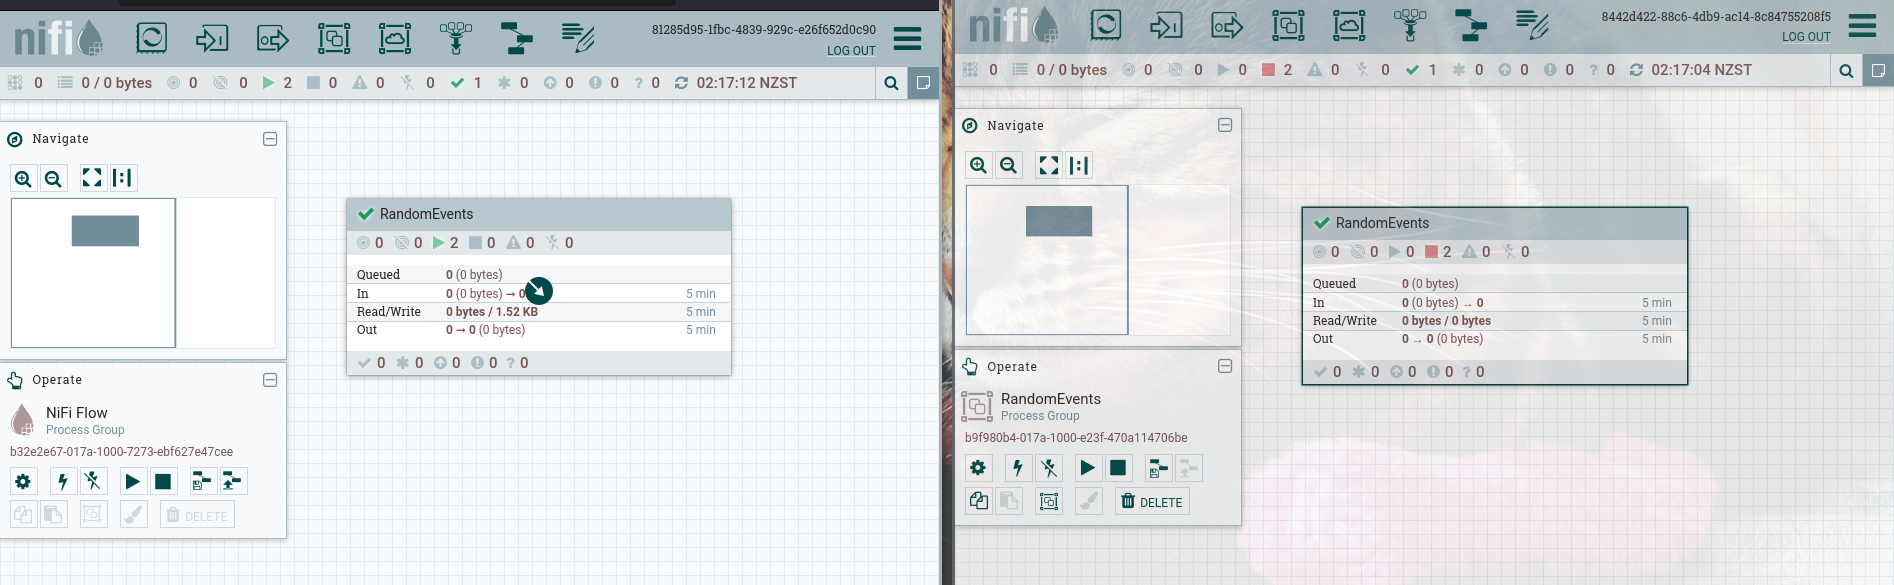 nifi
81285d95-1fbc-4839-929c-e26f652d0c90
LOG OUT
0 0 / 0 bytes 0 0 2 0 0 0 1 0 0 0 ? 0 02:17:12 NZST
Navigate
Operate
NiFi Flow
Process Group
b32e2e67-017a-1000-7273-ebf627e47cee
DELETE
RandomEvents
0 0 2 0 0 0
Queued 0 (0 bytes)
In 0 (0 bytes) → 0 5 min
Read/Write 0 bytes / 1.52 KB 5 min
Out 0 → 0 (0 bytes) 5 min
0 0 0 0 ? 0
nifi
8442d422-88c6-4db9-ac14-8c84755208f5
LOG OUT
0 0 / 0 bytes 0 0 0 2 0 0 1 0 0 0 ? 0 02:17:04 NZST
Navigate
Operate
RandomEvents
Process Group
b9f980b4-017a-1000-e23f-470a114706be
DELETE
RandomEvents
0 0 0 2 0 0
Queued 0 (0 bytes)
In 0 (0 bytes) → 0 5 min
Read/Write 0 bytes / 0 bytes 5 min
Out 0 → 0 (0 bytes) 5 min
0 0 0 0 ? 0